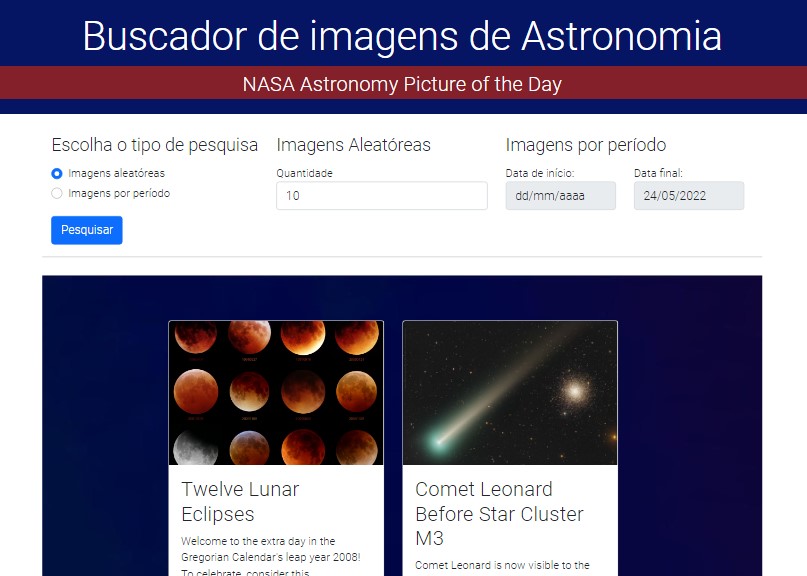 Buscador de imagens de Astronomia
NASA Astronomy Picture of the Day
Escolha o tipo de pesquisa
Imagens aleatóreas
Imagens por período
Pesquisar
Imagens Aleatóreas
Quantidade
10
Imagens por período
Data de início:
dd/mm/aaaa
Data final:
24/05/2022
Twelve Lunar
Eclipses
Welcome to the extra day in the
Gregorian Calendar's leap year 2008!
To celebrate, consider this
Comet Leonard
Before Star Cluster
M3
Comet Leonard is now visible to the